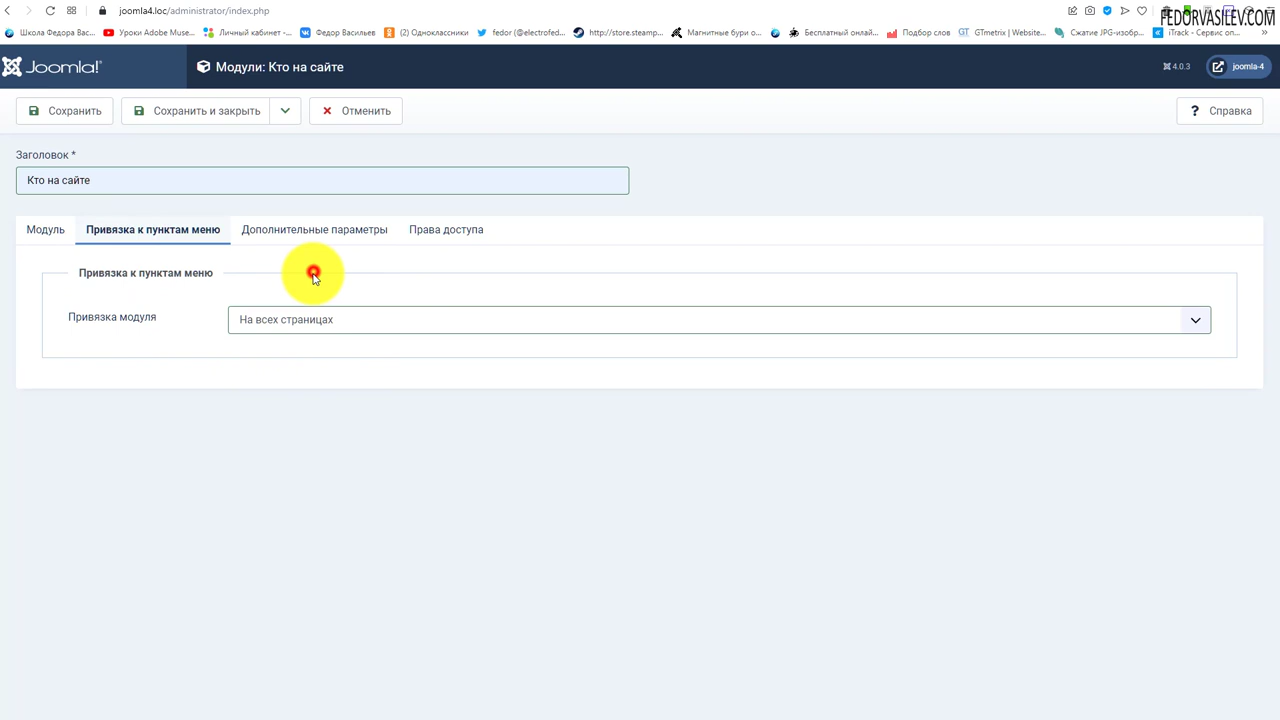 joomla4.loc/administrator/index.php
FEDORVASILEV.COM
Школа Федора Вас...
Уроки Adobe Muse...
Личный кабинет -...
Федор Васильев
(2) Одноклассники
fedor (@electrofed...
http://store.steamp...
Магнитные бури о...
Бесплатный онлай...
Подбор слов
GTmetrix | Website...
Сжатие JPG-изобр...
iTrack - Сервис оп...
Joomla!
Модули: Кто на сайте
4.0.3
joomla-4
Сохранить
Сохранить и закрыть
Отменить
Справка
Заголовок *
Кто на сайте
Модуль
Привязка к пунктам меню
Дополнительные параметры
Права доступа
Привязка к пунктам меню
Привязка модуля
На всех страницах